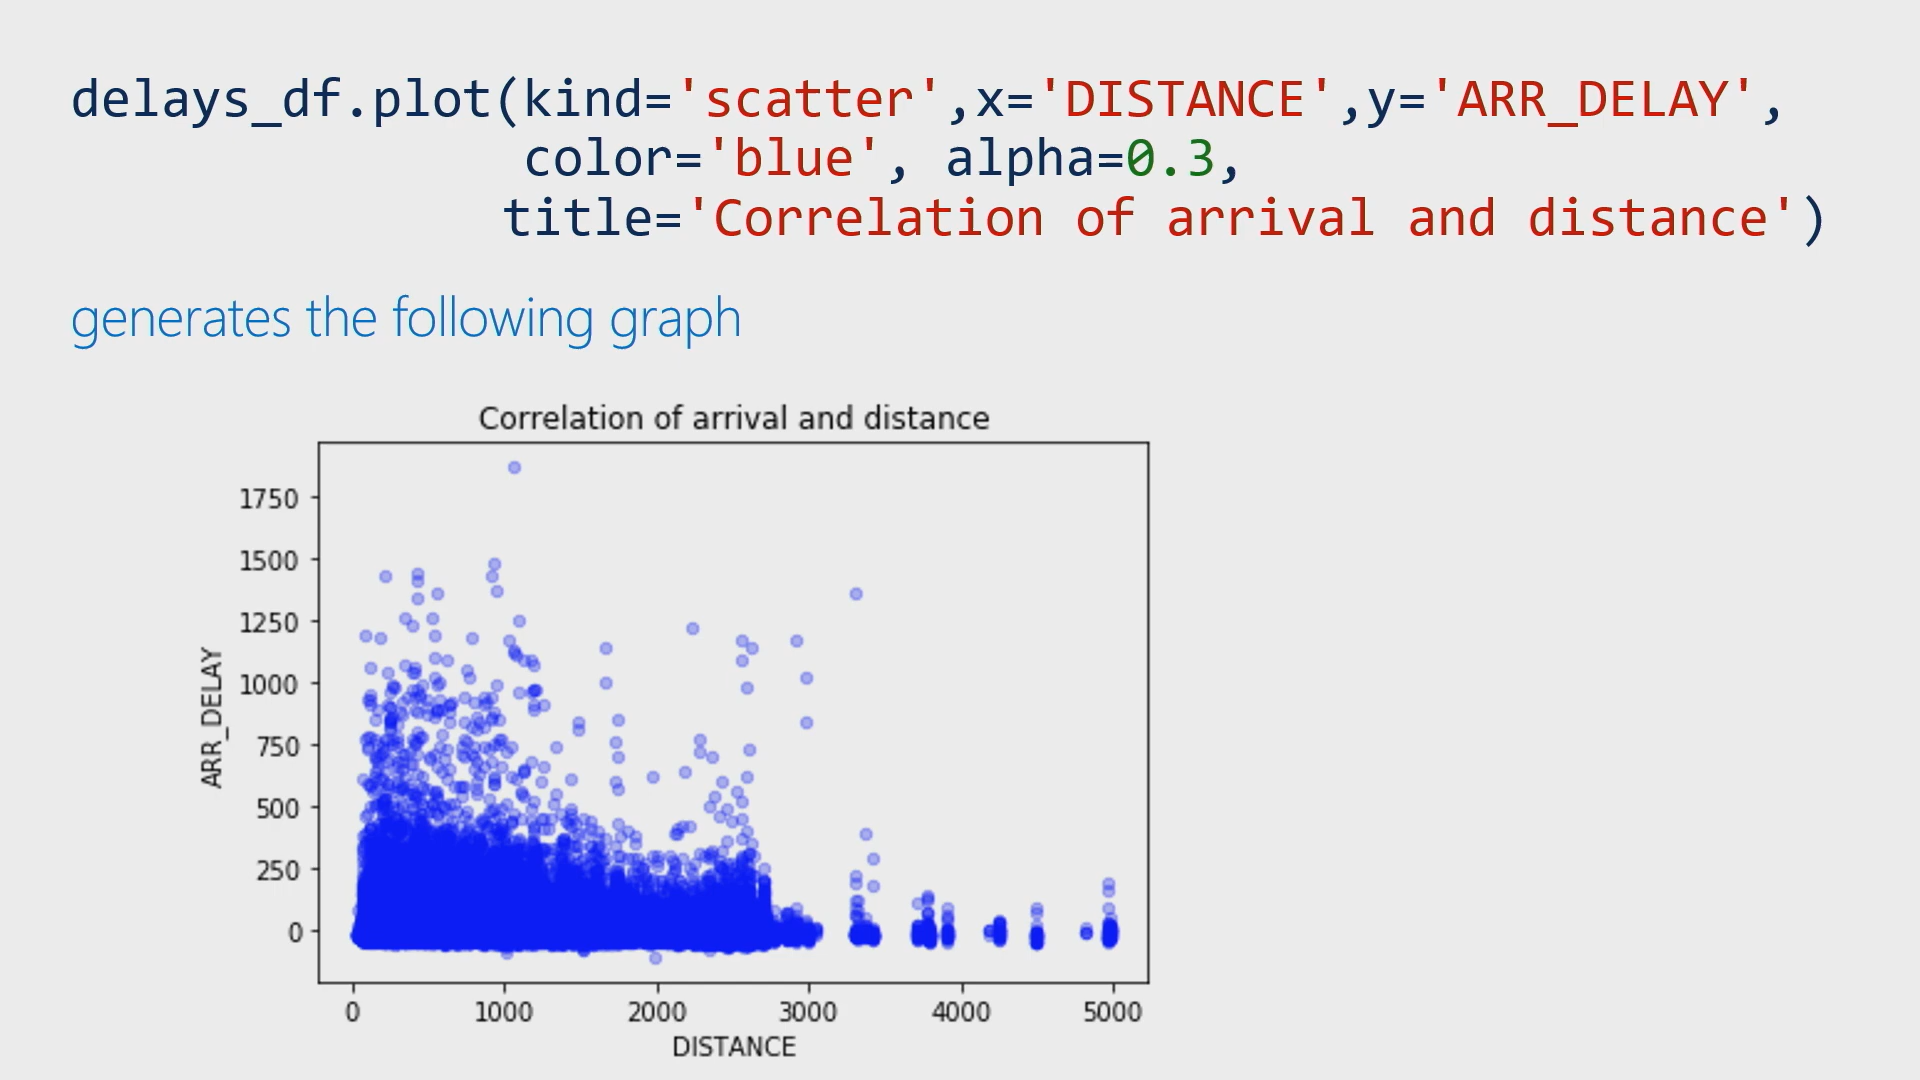 delays_df.plot(kind='scatter',x='DISTANCE',y='ARR_DELAY',
color='blue', alpha=0.3,
title='Correlation of arrival and distance')
generates the following graph
Correlation of arrival and distance
ARR_DELAY
1750
1500
1250
1000
750
500
250
0
0 1000 2000 3000 4000 5000
DISTANCE